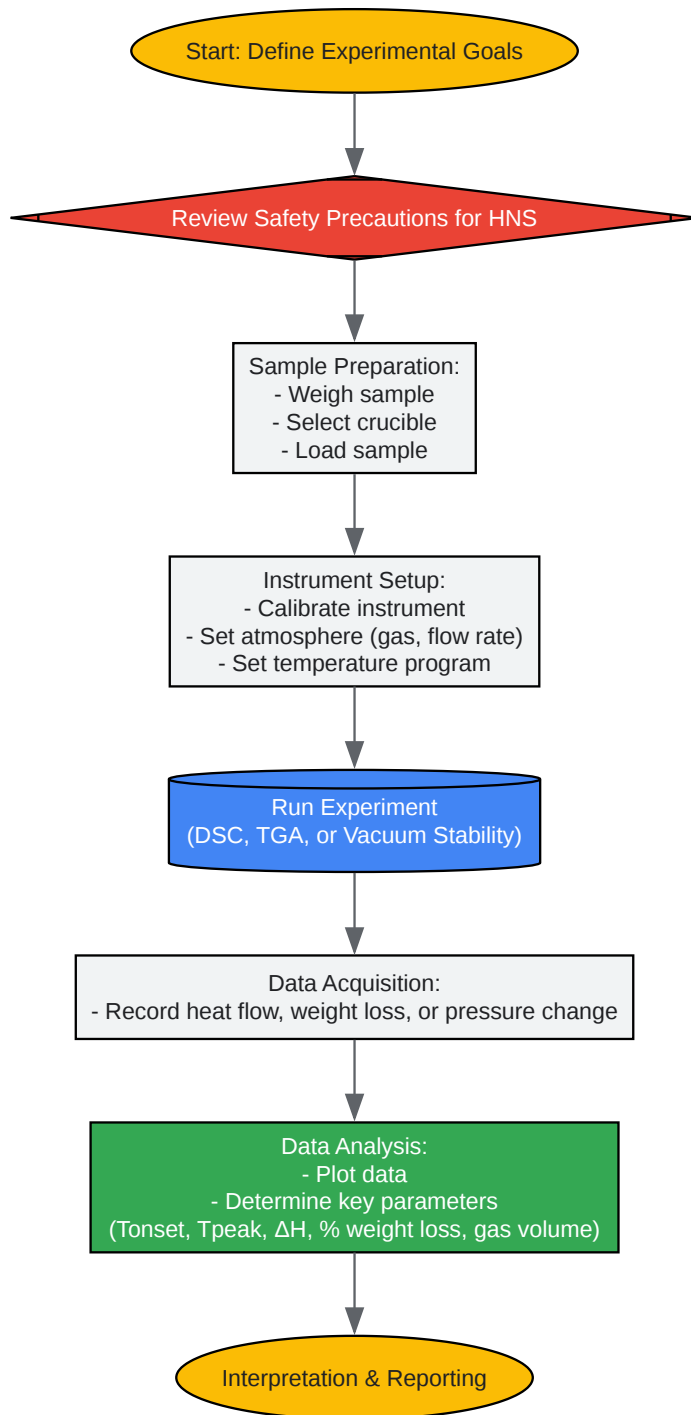 Start: Define Experimental Goals
Review Safety Precautions for HNS
Sample Preparation:
- Weigh sample
- Select crucible
- Load sample
Instrument Setup:
- Calibrate instrument
- Set atmosphere (gas, flow rate)
- Set temperature program
Run Experiment
(DSC, TGA, or Vacuum Stability)
Data Acquisition:
- Record heat flow, weight loss, or pressure change
Data Analysis:
- Plot data
- Determine key parameters
(Tonset, Tpeak, ΔH, % weight loss, gas volume)
Interpretation & Reporting